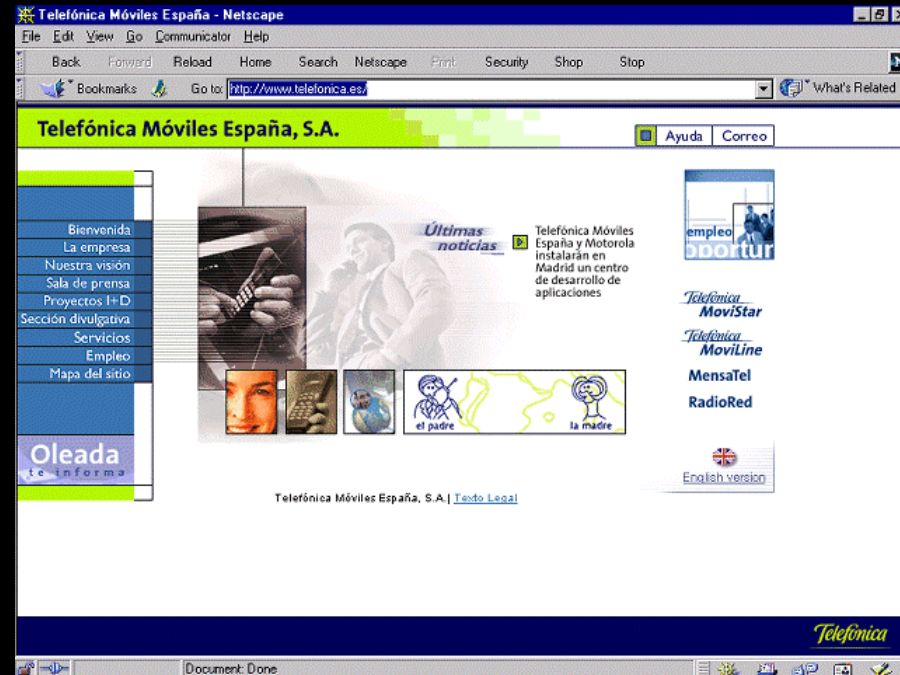 Telefónica Móviles España - Netscape
File Edit View Go Communicator Help
Back Forward Reload Home Search Netscape Print Security Shop Stop
Bookmarks Go to: http://www.telefonica.es/ What's Related
Telefónica Móviles España, S.A.
Ayuda Correo
Bienvenida
La empresa
Nuestra visión
Sala de prensa
Proyectos I+D
Sección divulgativa
Servicios
Empleo
Mapa del sitio
Oleada
te informa
Últimas
noticias
Telefónica Móviles
España y Motorola
instalarán en
Madrid un centro
de desarrollo de
aplicaciones
el padre la madre
empleo
oportur
Telefónica
MoviStar
Telefónica
MoviLine
MensaTel
RadioRed
English version
Telefónica Móviles España, S.A.| Texto Legal
Telefónica
Document: Done